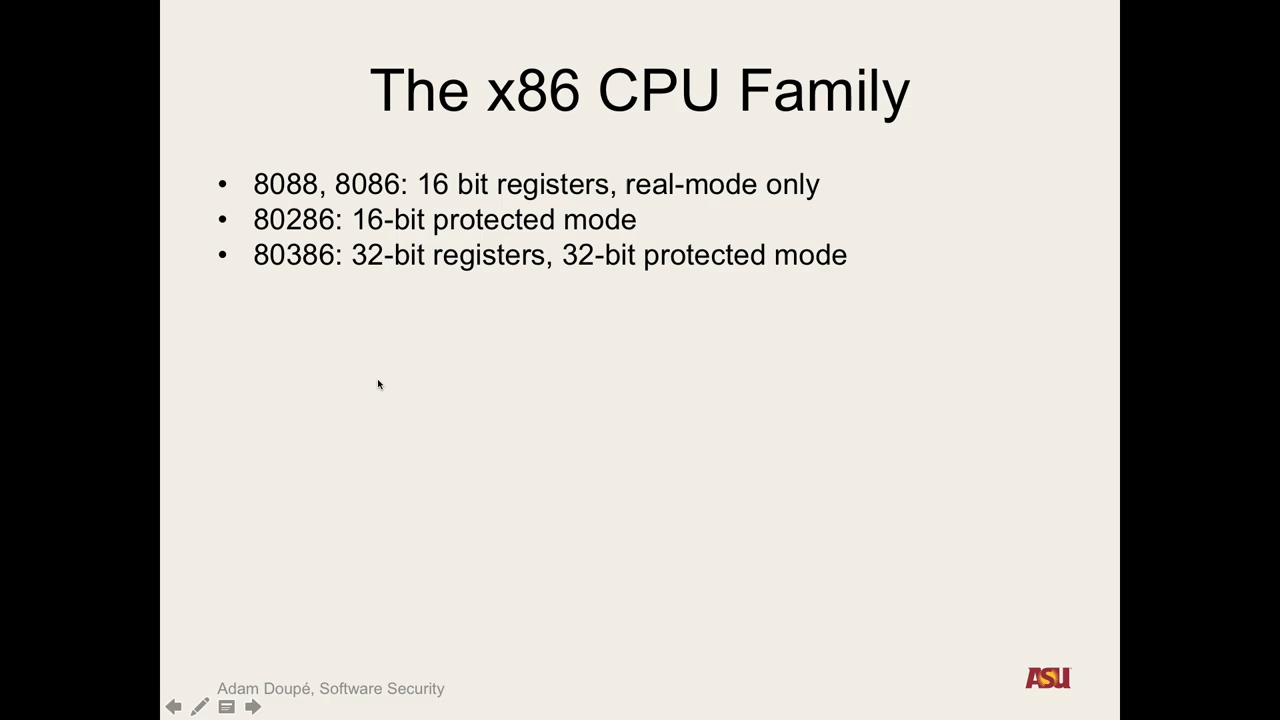 The x86 CPU Family
• 8088, 8086: 16 bit registers, real-mode only
• 80286: 16-bit protected mode
• 80386: 32-bit registers, 32-bit protected mode
Adam Doupé, Software Security
ASU